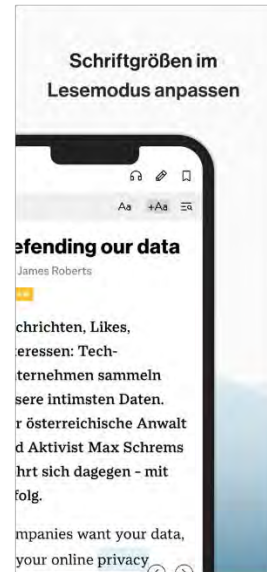 Schriftgrößen im
Lesemodus anpassen
Aa +Aa
efending our data
James Roberts
chrichten, Likes,
eressen: Tech-
ternehmen sammeln
sere intimsten Daten.
r österreichische Anwalt
d Aktivist Max Schrems
hrt sich dagegen - mit
folg.
mpanies want your data,
your online privacy